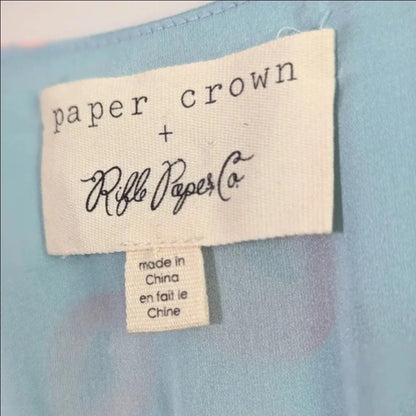 paper crown
+
Rifle Paper Co.
made in
China
en fait le
Chine